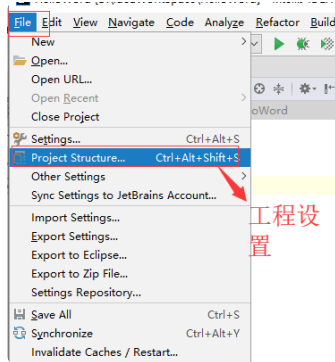 File Edit View Navigate Code Analyze Refactor Build
New
Open...
oWord
Open URL...
Open Recent
Close Project
Settings... Ctrl+Alt+S
Project Structure... Ctrl+Alt+Shift+S
Other Settings
Sync Settings to JetBrains Account...
工程设
置
Import Settings...
Export Settings...
Export to Eclipse...
Export to Zip File...
Settings Repository...
Save All Ctrl+S
Synchronize Ctrl+Alt+Y
Invalidate Caches / Restart...